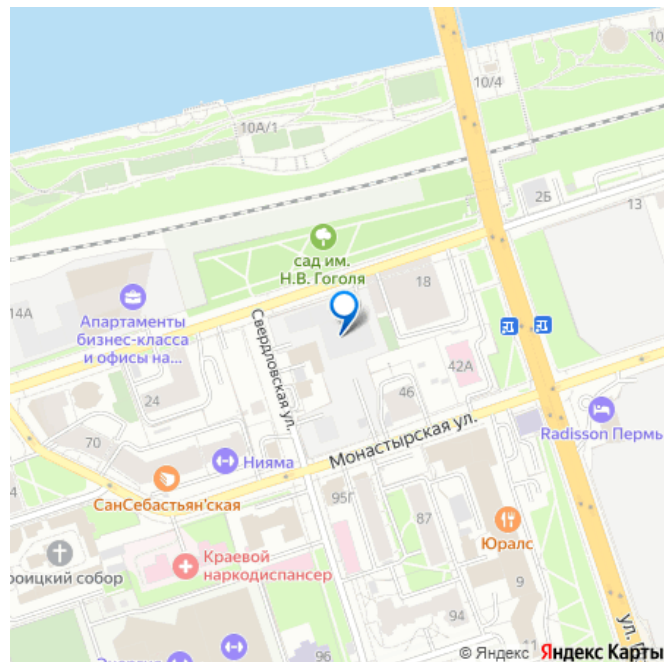 10А/1
10/4
2Б
13
сад им.
Н.В. Гоголя
18
14А
Апартаменты
бизнес-класса
и офисы на...
Свердловская ул.
42А
24
46
Radisson Пермь
70
Монастырская ул.
Нияма
4
СанСебастьян'ская
95Г
87
Юралс
роицкий собор
Краевой
наркодиспансер
9
94
96
11
© Яндекс Яндекс Карты